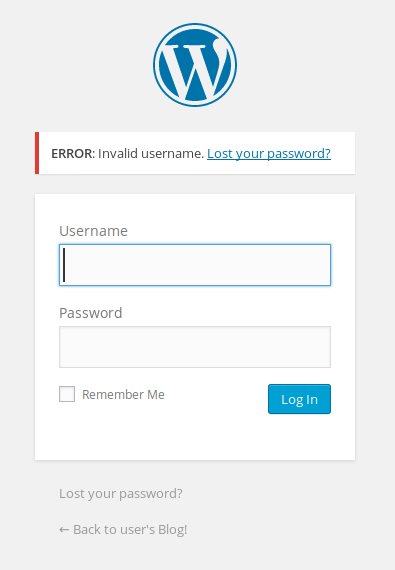 ERROR: Invalid username. Lost your password?
Username
Password
Remember Me
Log In
Lost your password?
← Back to user's Blog!